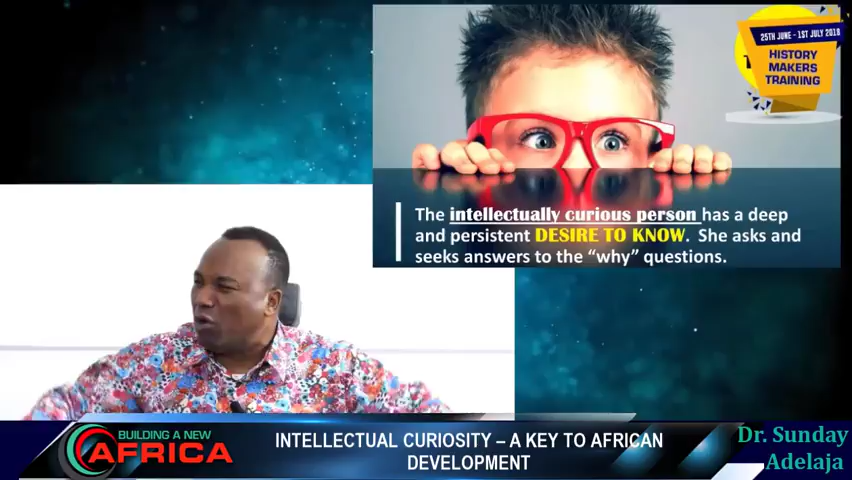 25TH JUNE - 1ST JULY 2018
HISTORY
MAKERS
TRAINING
The intellectually curious person has a deep
and persistent DESIRE TO KNOW. She asks and
seeks answers to the “why” questions.
BUILDING A NEW
AFRICA
INTELLECTUAL CURIOSITY – A KEY TO AFRICAN
DEVELOPMENT
Dr. Sunday
Adelaja